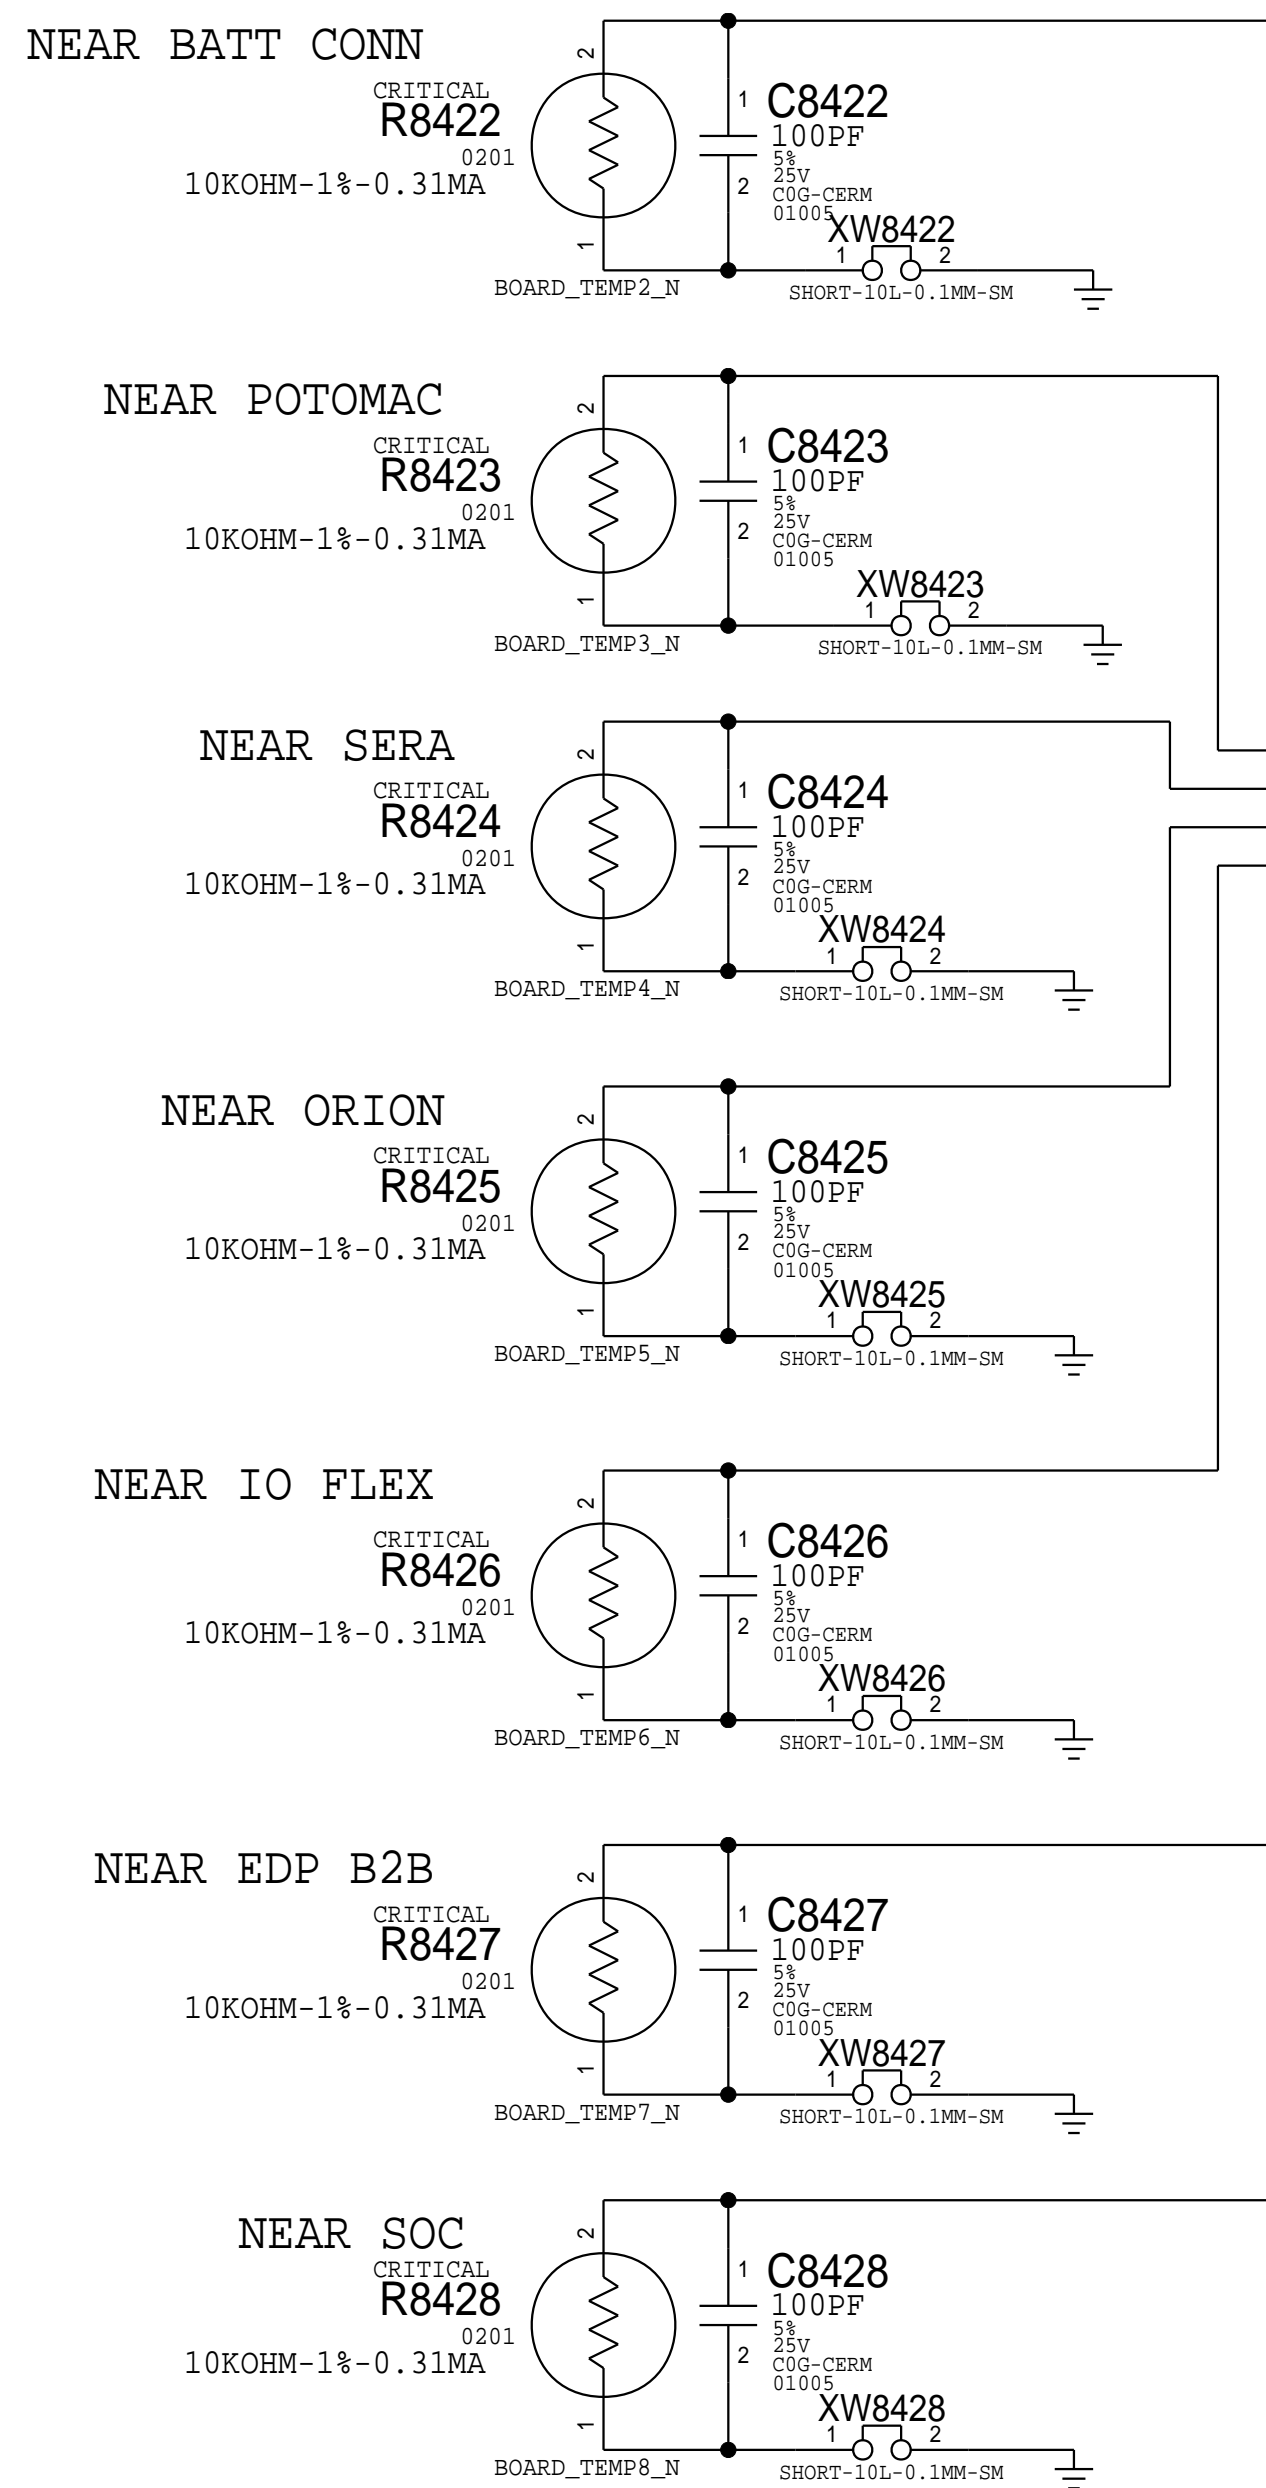 NEAR BATT CONN
CRITICAL
R8422
0201
10KOHM-1%-0.31MA
2
1
BOARD_TEMP2_N
1
2
C8422
100PF
5%
25V
C0G-CERM
01005
XW8422
1 2
SHORT-10L-0.1MM-SM
NEAR POTOMAC
CRITICAL
R8423
0201
10KOHM-1%-0.31MA
2
1
BOARD_TEMP3_N
1
2
C8423
100PF
5%
25V
C0G-CERM
01005
XW8423
1 2
SHORT-10L-0.1MM-SM
NEAR SERA
CRITICAL
R8424
0201
10KOHM-1%-0.31MA
2
1
BOARD_TEMP4_N
1
2
C8424
100PF
5%
25V
C0G-CERM
01005
XW8424
1 2
SHORT-10L-0.1MM-SM
NEAR ORION
CRITICAL
R8425
0201
10KOHM-1%-0.31MA
2
1
BOARD_TEMP5_N
1
2
C8425
100PF
5%
25V
C0G-CERM
01005
XW8425
1 2
SHORT-10L-0.1MM-SM
NEAR IO FLEX
CRITICAL
R8426
0201
10KOHM-1%-0.31MA
2
1
BOARD_TEMP6_N
1
2
C8426
100PF
5%
25V
C0G-CERM
01005
XW8426
1 2
SHORT-10L-0.1MM-SM
NEAR EDP B2B
CRITICAL
R8427
0201
10KOHM-1%-0.31MA
2
1
BOARD_TEMP7_N
1
2
C8427
100PF
5%
25V
C0G-CERM
01005
XW8427
1 2
SHORT-10L-0.1MM-SM
NEAR SOC
CRITICAL
R8428
0201
10KOHM-1%-0.31MA
2
1
BOARD_TEMP8_N
1
2
C8428
100PF
5%
25V
C0G-CERM
01005
XW8428
1 2
SHORT-10L-0.1MM-SM